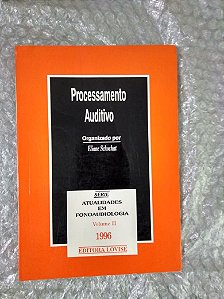 Processamento
Auditivo
Organizado por
Eliane Schochat
SÉRIE
ATUALIDADES
EM
FONOAUDIOLOGIA
Volume II
1996
EDITORA LOVISE